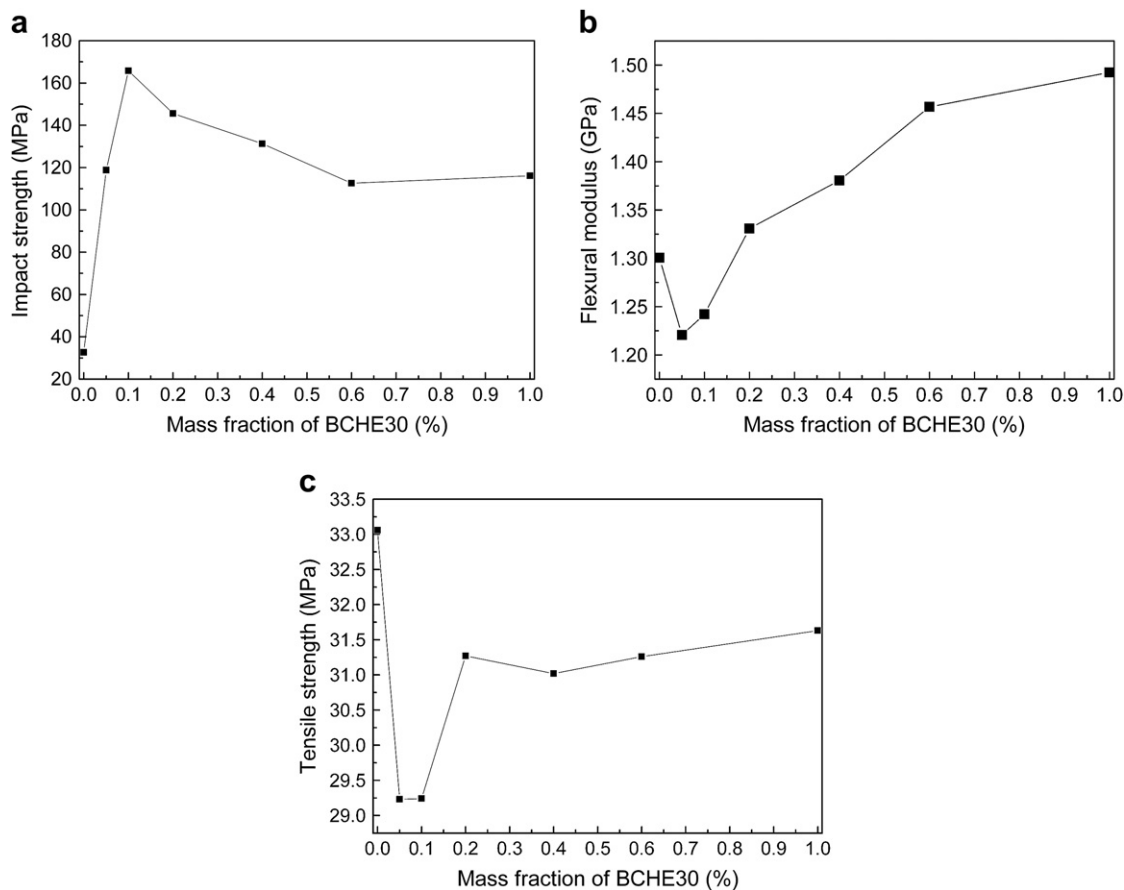 a
180
160
140
120
100
80
60
40
20
Impact strength (MPa)
0.0 0.1 0.2 0.3 0.4 0.5 0.6 0.7 0.8 0.9 1.0
Mass fraction of BCHE30 (%)
b
1.50
1.45
1.40
1.35
1.30
1.25
1.20
Flexural modulus (GPa)
0.0 0.1 0.2 0.3 0.4 0.5 0.6 0.7 0.8 0.9 1.0
Mass fraction of BCHE30 (%)
c
33.5
33.0
32.5
32.0
31.5
31.0
30.5
30.0
29.5
29.0
Tensile strength (MPa)
0.0 0.1 0.2 0.3 0.4 0.5 0.6 0.7 0.8 0.9 1.0
Mass fraction of BCHE30 (%)